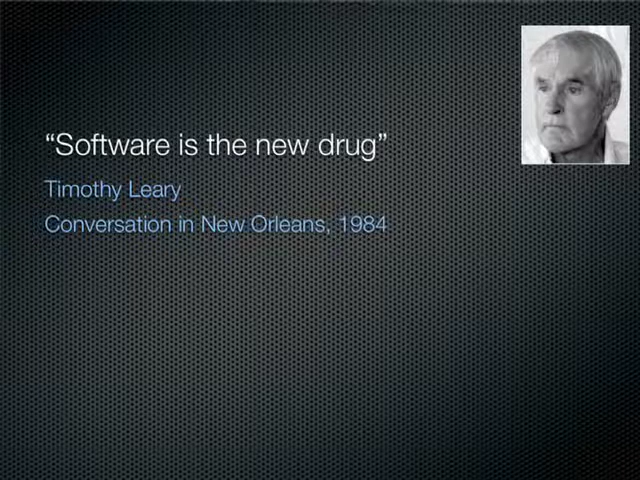 “Software is the new drug”
Timothy Leary
Conversation in New Orleans, 1984